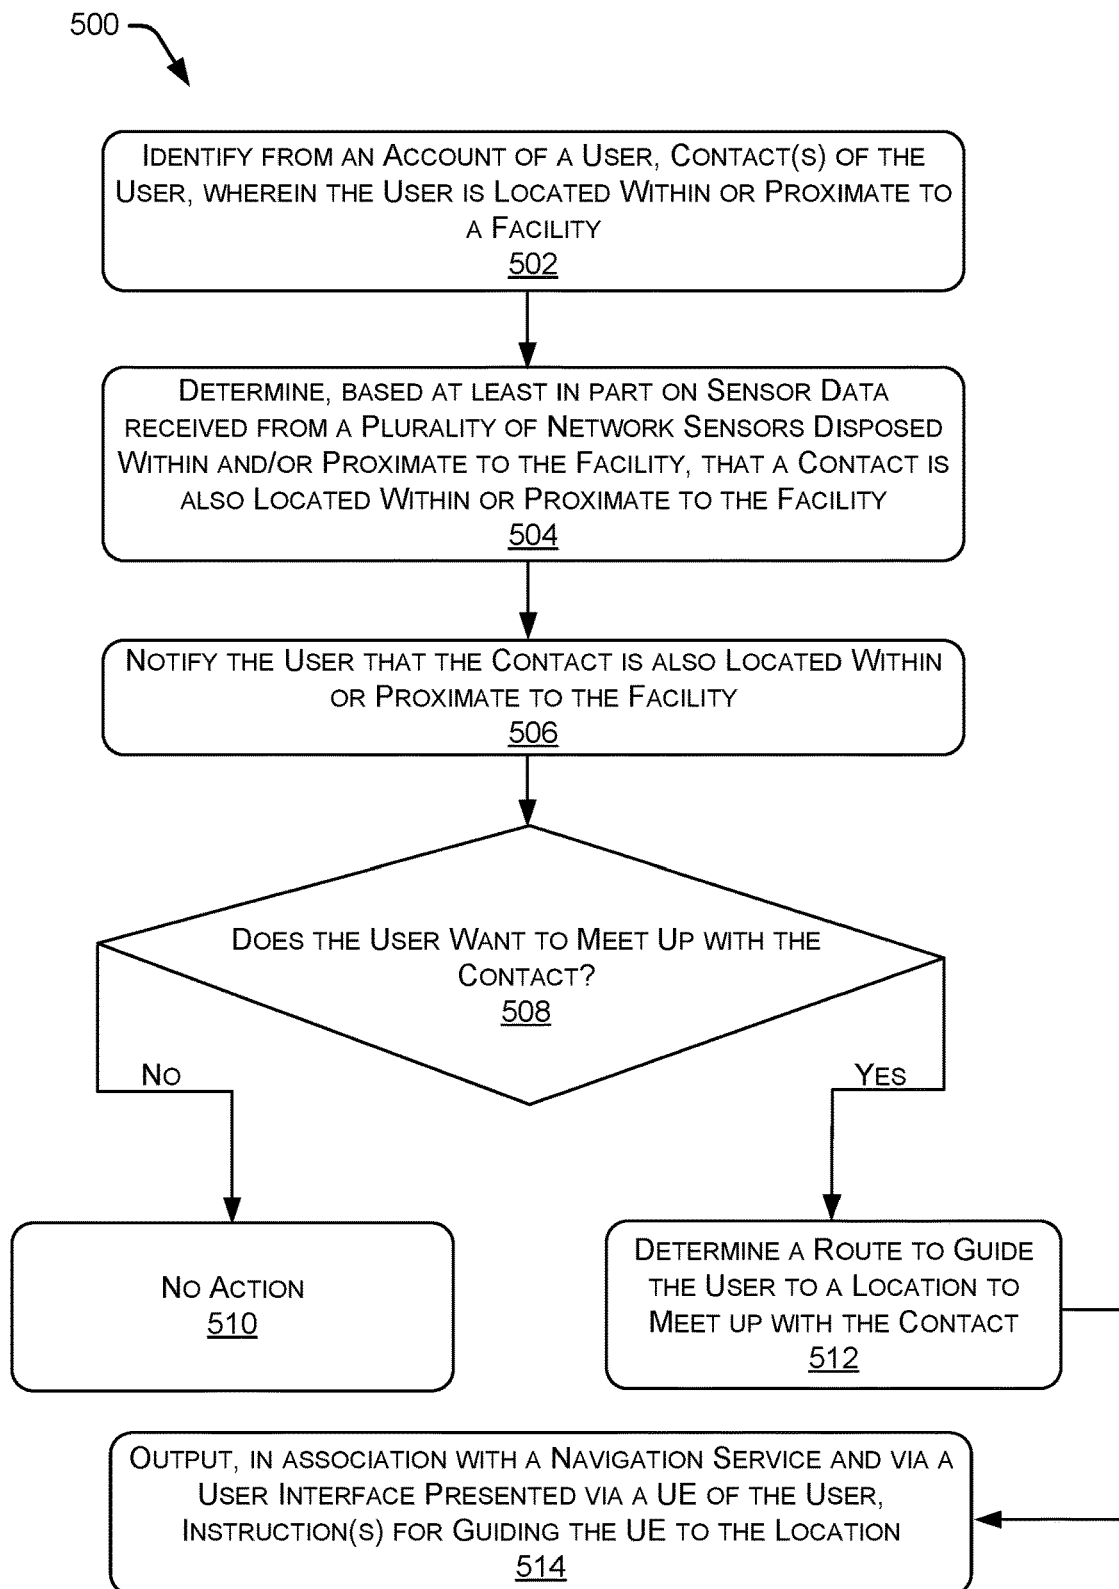 500
IDENTIFY FROM AN ACCOUNT OF A USER, CONTACT(S) OF THE
USER, WHEREIN THE USER IS LOCATED WITHIN OR PROXIMATE TO
A FACILITY
502
DETERMINE, BASED AT LEAST IN PART ON SENSOR DATA
RECEIVED FROM A PLURALITY OF NETWORK SENSORS DISPOSED
WITHIN AND/OR PROXIMATE TO THE FACILITY, THAT A CONTACT IS
ALSO LOCATED WITHIN OR PROXIMATE TO THE FACILITY
504
NOTIFY THE USER THAT THE CONTACT IS ALSO LOCATED WITHIN
OR PROXIMATE TO THE FACILITY
506
DOES THE USER WANT TO MEET UP WITH THE
CONTACT?
508
NO
YES
NO ACTION
510
DETERMINE A ROUTE TO GUIDE
THE USER TO A LOCATION TO
MEET UP WITH THE CONTACT
512
OUTPUT, IN ASSOCIATION WITH A NAVIGATION SERVICE AND VIA A
USER INTERFACE PRESENTED VIA A UE OF THE USER,
INSTRUCTION(S) FOR GUIDING THE UE TO THE LOCATION
514